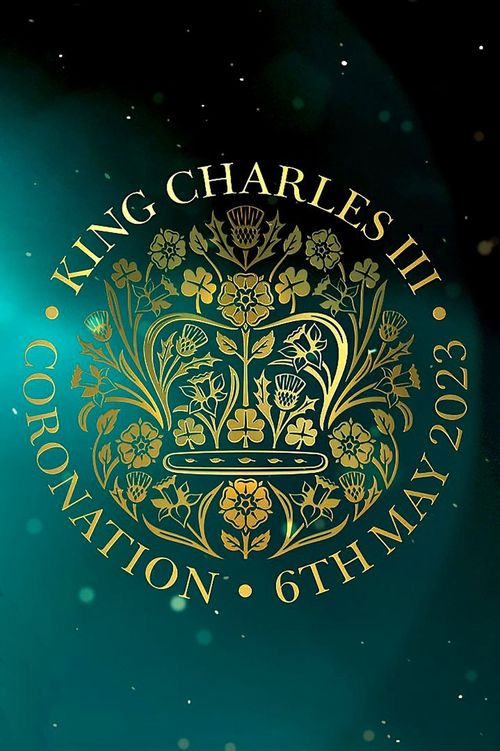 KING CHARLES III
CORONATION • 6TH MAY 2023